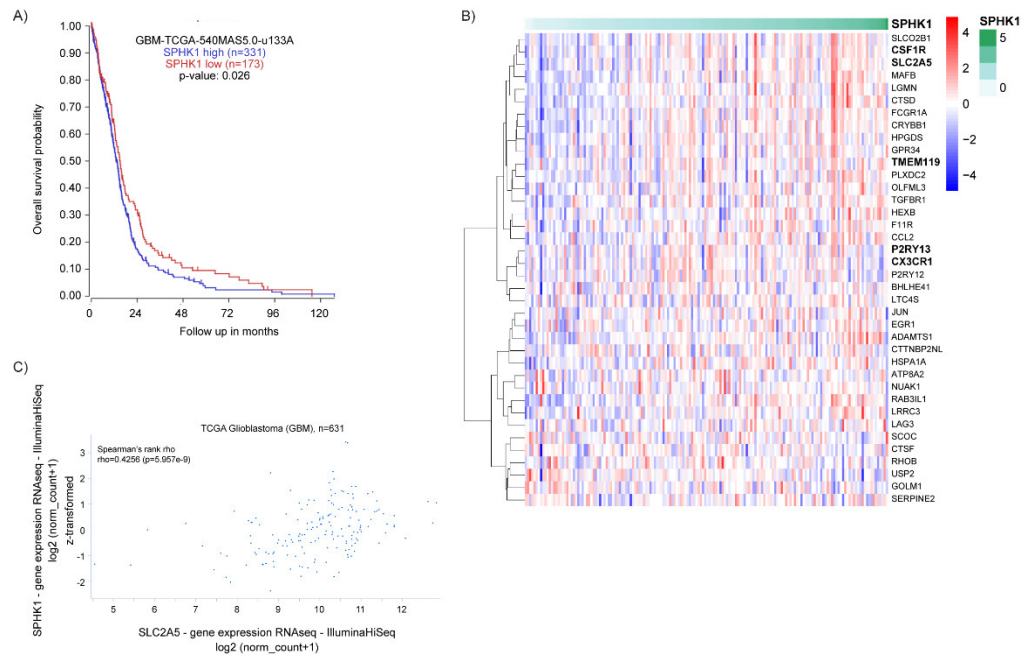 A)
GBM-TCGA-540MAS5.0-u133A
SPHK1 high (n=331)
SPHK1 low (n=173)
p-value: 0.026
Overall survival probability
1.00
0.90
0.80
0.70
0.60
0.50
0.40
0.30
0.20
0.10
0.00
0
24
48
72
96
120
Follow up in months
B)
SPHK1
SLCO2B1
CSF1R
SLC2A5
MAFB
LGMN
CTSD
FCGR1A
CRYBB1
HPGDS
GPR34
TMEM119
PLXDC2
OLFML3
TGFBR1
HEXB
F11R
CCL2
P2RY13
CX3CR1
P2RY12
BHLHE41
LTC4S
JUN
EGR1
ADAMTS1
CTTNBP2NL
HSPA1A
ATP8A2
NUAK1
RAB3IL1
LRRC3
LAG3
SCOC
CTSF
RHOB
USP2
GOLM1
SERPINE2
4
2
0
−2
−4
SPHK1
5
0
C)
TCGA Glioblastoma (GBM), n=631
Spearman's rank rho
rho=0.4256 (p=5.957e-9)
SPHK1 - gene expression RNAseq - IlluminaHiSeq
log2 (norm_count+1)
z-transformed
3
2
1
0
-1
-2
5
6
7
8
9
10
11
12
SLC2A5 - gene expression RNAseq - IlluminaHiSeq
log2 (norm_count+1)